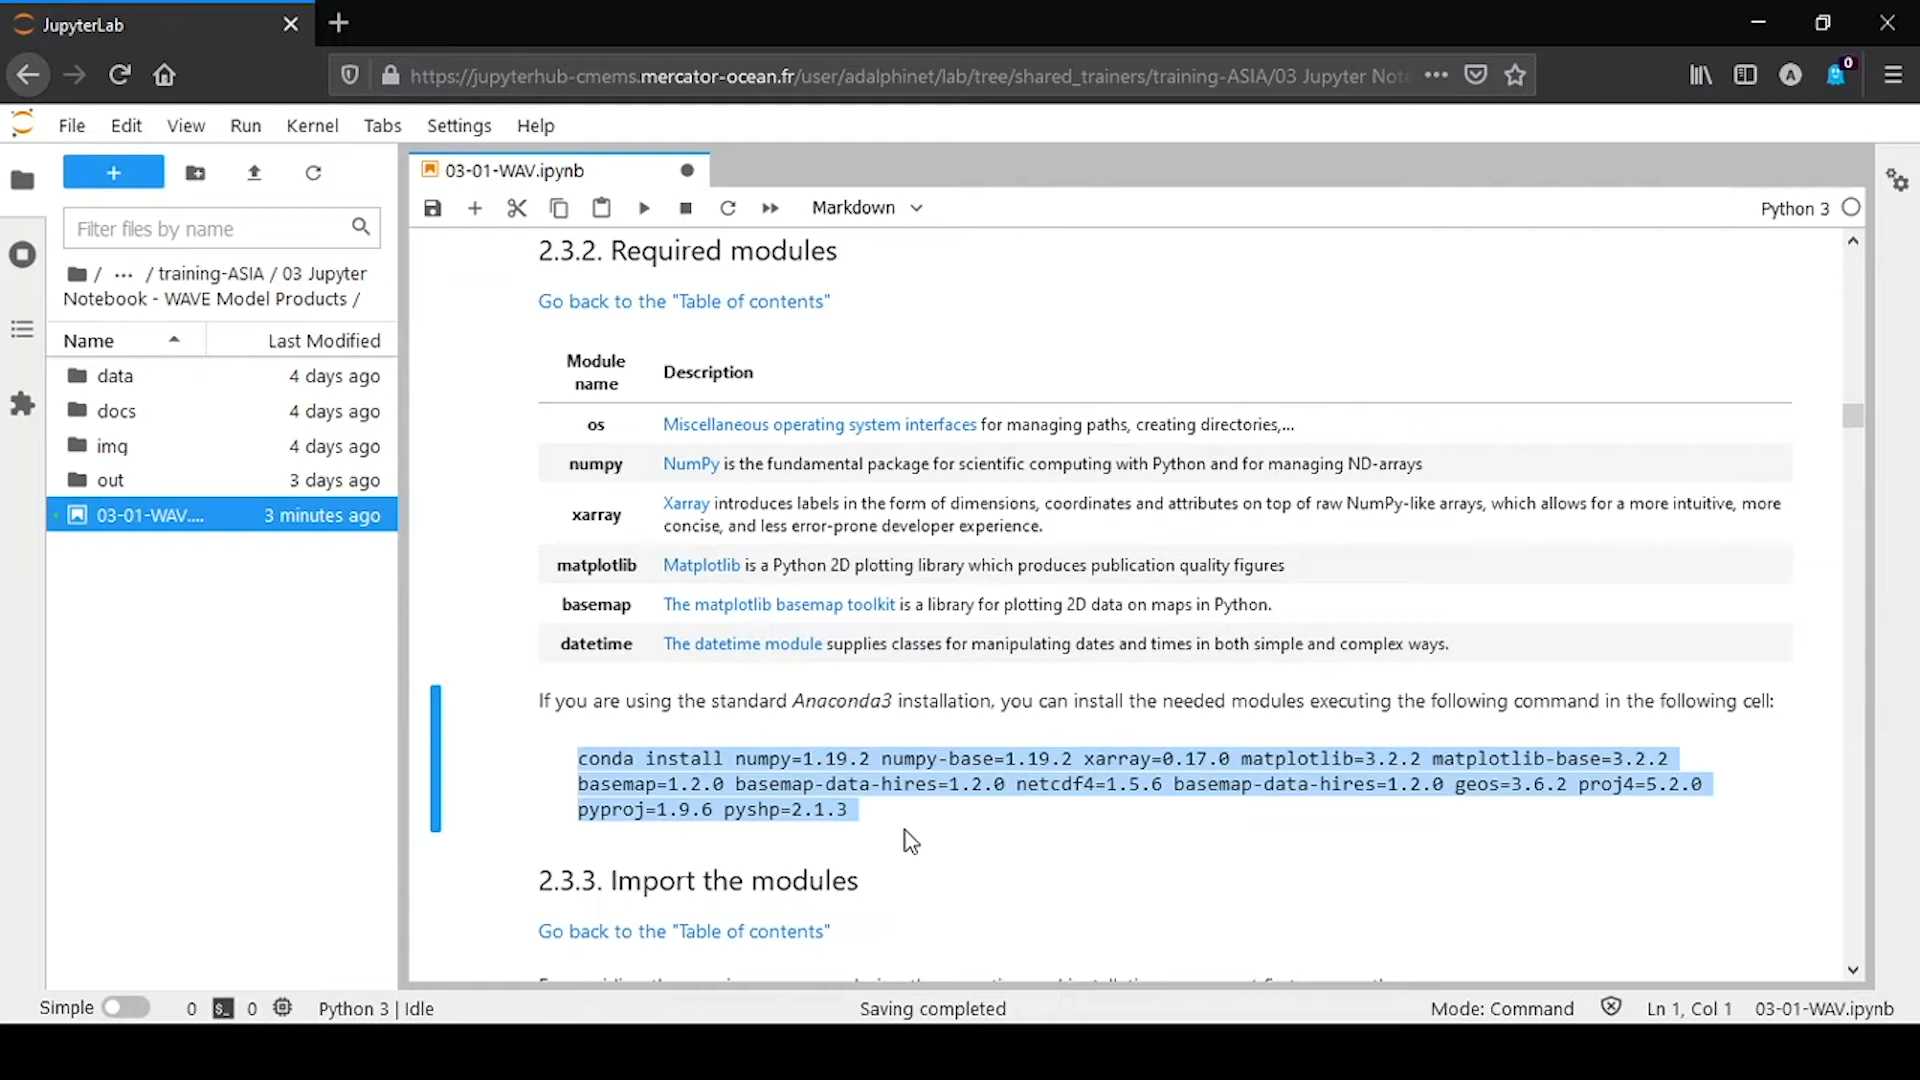 JupyterLab
https://jupyterhub-cmems.mercator-ocean.fr/user/adalphinet/lab/tree/shared_trainers/training-ASIA/03 Jupyter Not
A
0
File Edit View Run Kernel Tabs Settings Help
+
Filter files by name
/ ··· / training-ASIA / 03 Jupyter
Notebook - WAVE Model Products /
Name Last Modified
data 4 days ago
docs 4 days ago
img 4 days ago
out 3 days ago
03-01-WAV.... 3 minutes ago
03-01-WAV.ipynb
Markdown
Python 3
2.3.2. Required modules
Go back to the "Table of contents"
Module
name
Description
os Miscellaneous operating system interfaces for managing paths, creating directories,...
numpy NumPy is the fundamental package for scientific computing with Python and for managing ND-arrays
xarray Xarray introduces labels in the form of dimensions, coordinates and attributes on top of raw NumPy-like arrays, which allows for a more intuitive, more
concise, and less error-prone developer experience.
matplotlib Matplotlib is a Python 2D plotting library which produces publication quality figures
basemap The matplotlib basemap toolkit is a library for plotting 2D data on maps in Python.
datetime The datetime module supplies classes for manipulating dates and times in both simple and complex ways.
If you are using the standard Anaconda3 installation, you can install the needed modules executing the following command in the following cell:
conda install numpy=1.19.2 numpy-base=1.19.2 xarray=0.17.0 matplotlib=3.2.2 matplotlib-base=3.2.2
basemap=1.2.0 basemap-data-hires=1.2.0 netcdf4=1.5.6 basemap-data-hires=1.2.0 geos=3.6.2 proj4=5.2.0
pyproj=1.9.6 pyshp=2.1.3
2.3.3. Import the modules
Go back to the "Table of contents"
Simple 0 $_ 0 Python 3 | Idle Saving completed Mode: Command Ln 1, Col 1 03-01-WAV.ipynb